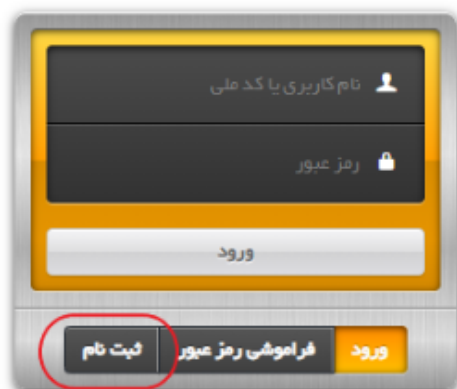 نام کاربری یا کد ملی
رمز عبور
ورود
ورود فراموشی رمز عبور ثبت نام